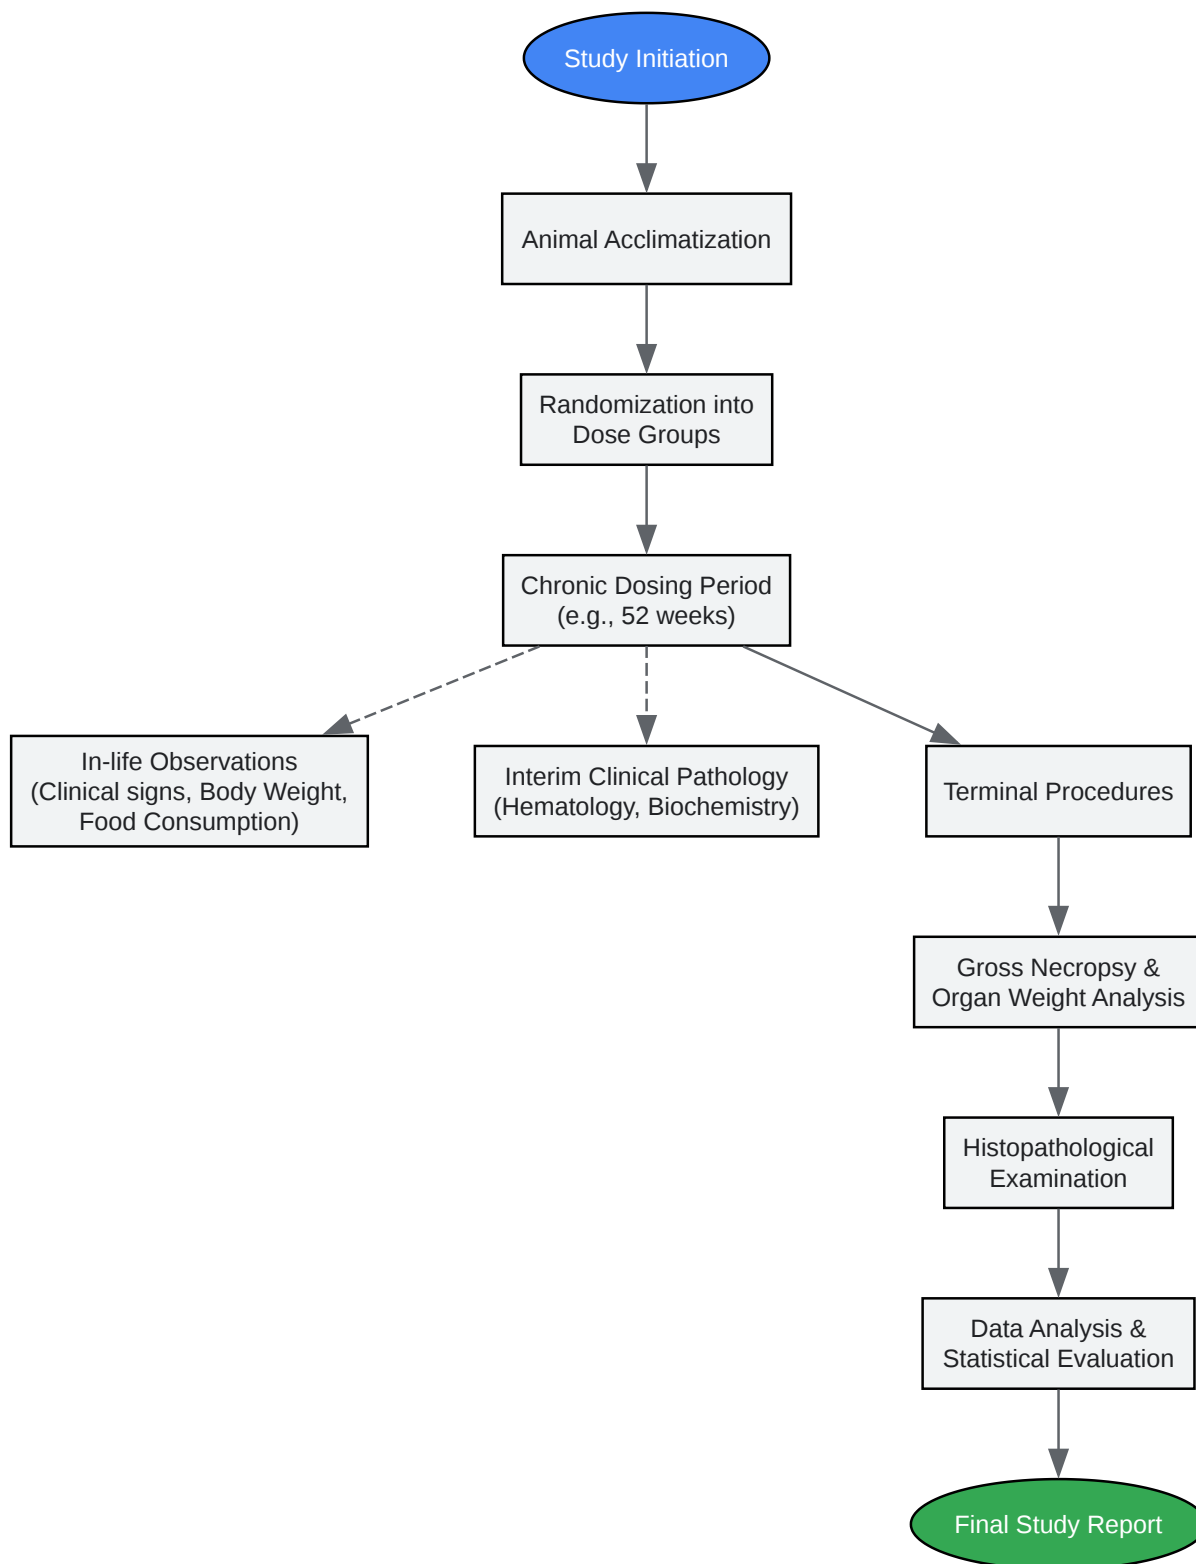 Study Initiation
Animal Acclimatization
Randomization into
Dose Groups
Chronic Dosing Period
(e.g., 52 weeks)
In-life Observations
(Clinical signs, Body Weight,
Food Consumption)
Interim Clinical Pathology
(Hematology, Biochemistry)
Terminal Procedures
Gross Necropsy &
Organ Weight Analysis
Histopathological
Examination
Data Analysis &
Statistical Evaluation
Final Study Report